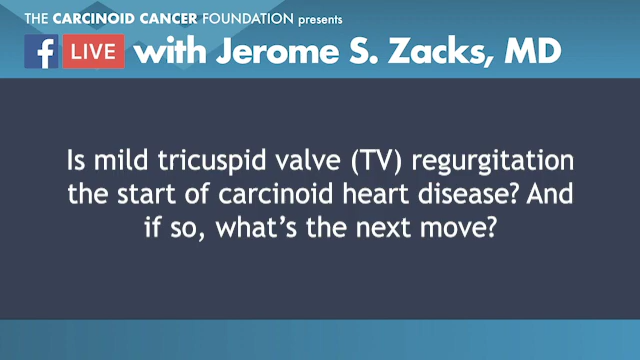 THE CARCINOID CANCER FOUNDATION presents
f LIVE with Jerome S. Zacks, MD
Is mild tricuspid valve (TV) regurgitation
the start of carcinoid heart disease? And
if so, what’s the next move?